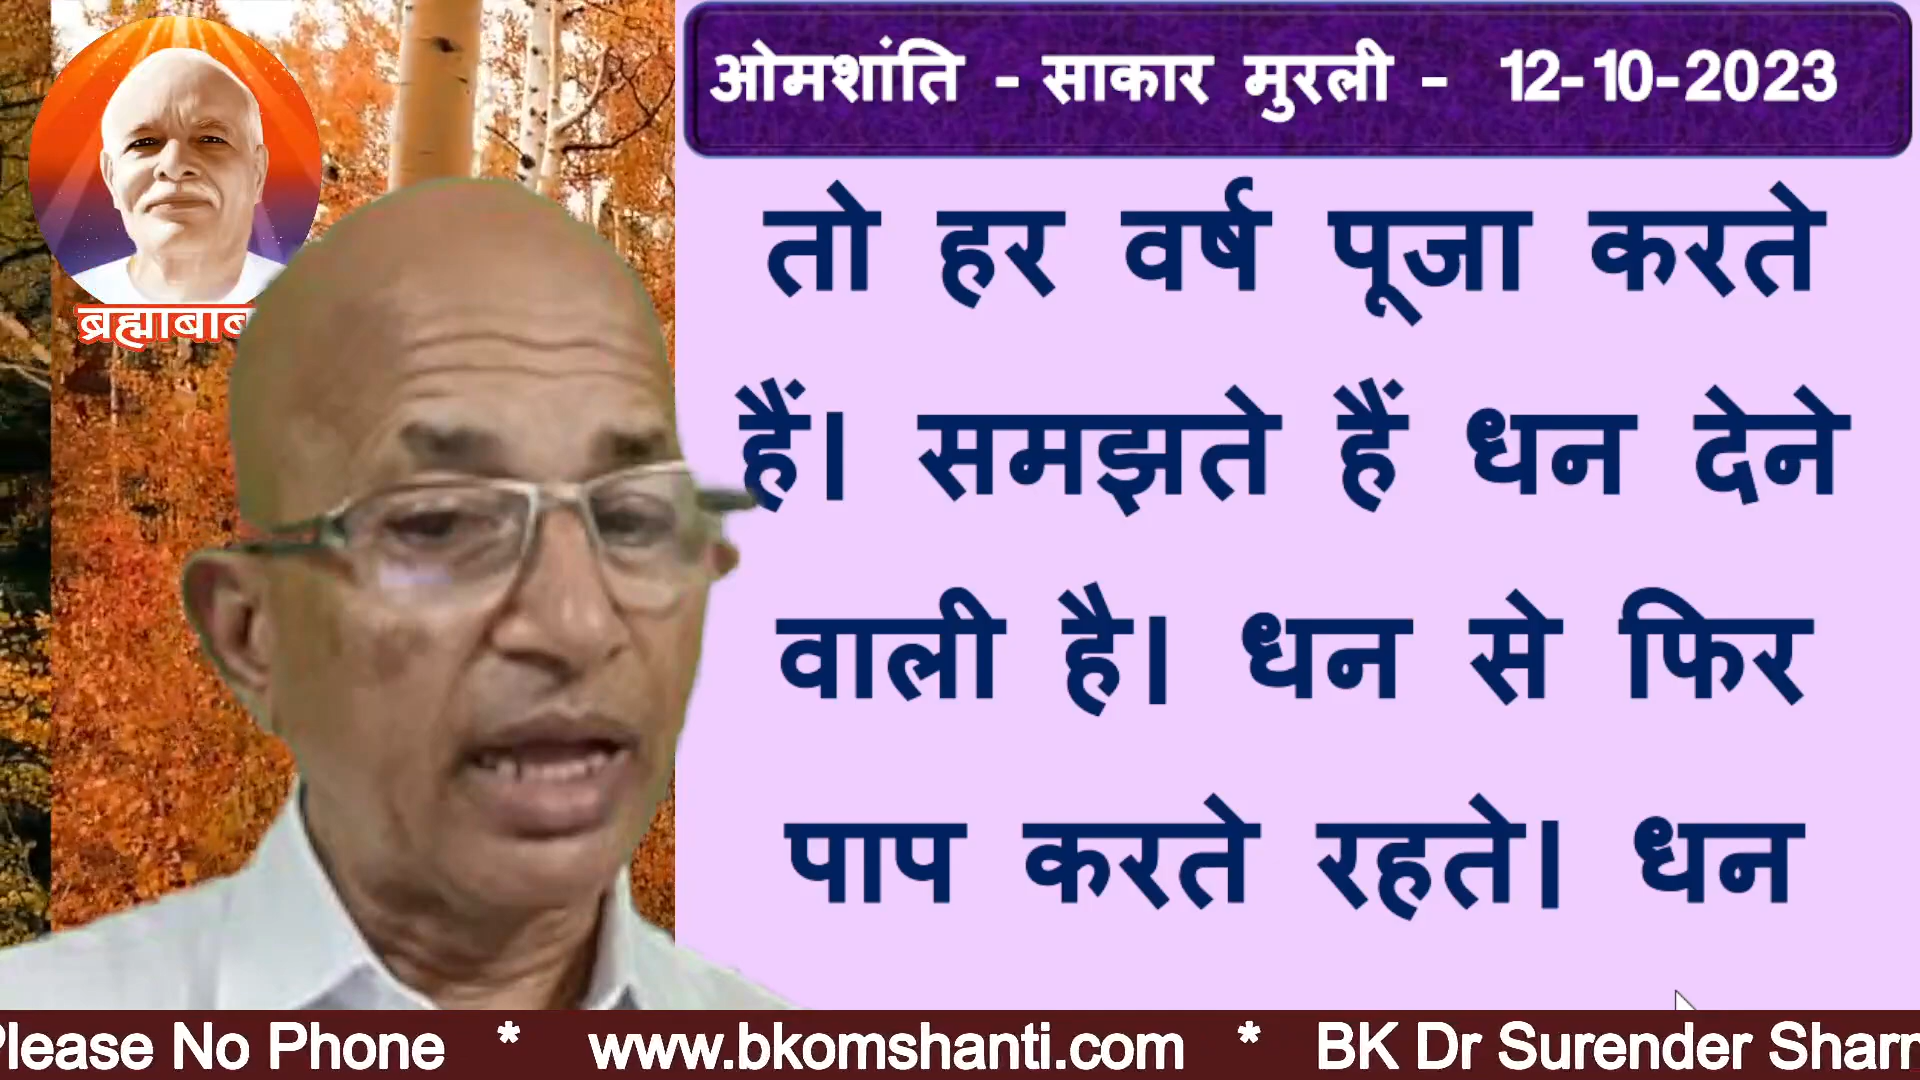 ओमशांति - साकार मुरली - 12-10-2023
ब्रह्माबाब
तो हर वर्ष पूजा करते
हैं। समझते हैं धन देने
वाली है। धन से फिर
पाप करते रहते। धन
Please No Phone * www.bkomshanti.com * BK Dr Surender Sharm